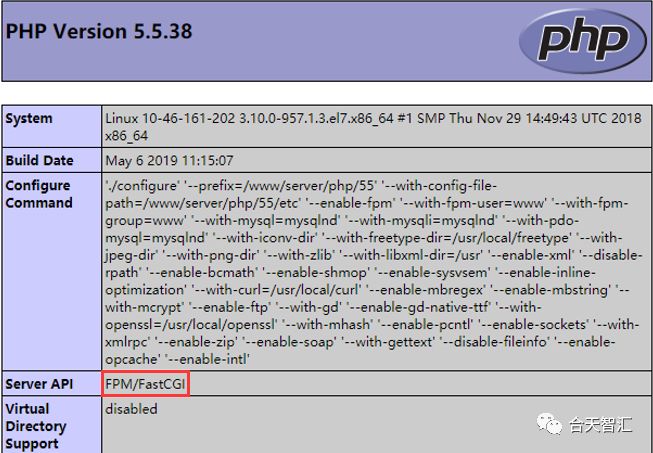 PHP Version 5.5.38
php
System
Linux 10-46-161-202 3.10.0-957.1.3.el7.x86_64 #1 SMP Thu Nov 29 14:49:43 UTC 2018
x86_64
Build Date
May 6 2019 11:15:07
Configure
Command
'./configure' '--prefix=/www/server/php/55' '--with-config-file-
path=/www/server/php/55/etc' '--enable-fpm' '--with-fpm-user=www' '--with-fpm-
group=www' '--with-mysql=mysqlnd' '--with-mysqli=mysqlnd' '--with-pdo-
mysql=mysqlnd' '--with-iconv-dir' '--with-freetype-dir=/usr/local/freetype' '--with-
jpeg-dir' '--with-png-dir' '--with-zlib' '--with-libxml-dir=/usr' '--enable-xml' '--disable-
rpath' '--enable-bcmath' '--enable-shmop' '--enable-sysvsem' '--enable-inline-
optimization' '--with-curl=/usr/local/curl' '--enable-mbregex' '--enable-mbstring' '--
with-mcrypt' '--enable-ftp' '--with-gd' '--enable-gd-native-ttf' '--with-
openssl=/usr/local/openssl' '--with-mhash' '--enable-pcntl' '--enable-sockets' '--with-
xmlrpc' '--enable-zip' '--enable-soap' '--with-gettext' '--disable-fileinfo' '--enable-
opcache' '--enable-intl'
Server API
FPM/FastCGI
Virtual
Directory
Support
disabled
台天智汇